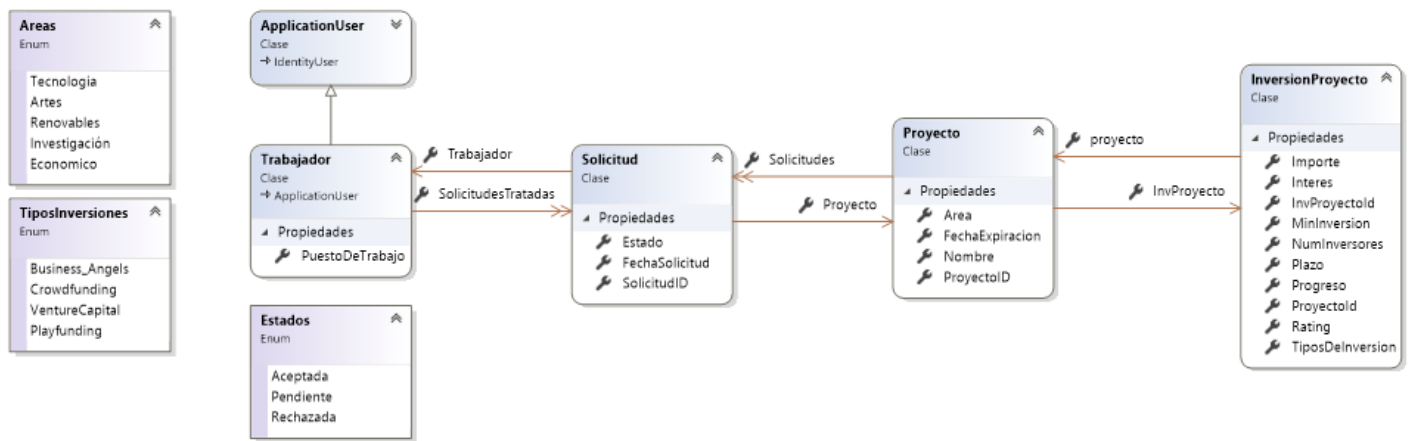 Areas
Enum
Tecnologia
Artes
Renovables
Investigación
Economico
TiposInversiones
Enum
Business_Angels
Crowdfunding
VentureCapital
Playfunding
ApplicationUser
Clase
IdentityUser
Trabajador
Clase
ApplicationUser
Propiedades
PuestoDeTrabajo
Estados
Enum
Aceptada
Pendiente
Rechazada
Trabajador
SolicitudesTratadas
Solicitud
Clase
Propiedades
Estado
FechaSolicitud
SolicitudID
Solicitudes
Proyecto
Proyecto
Clase
Propiedades
Area
FechaExpiracion
Nombre
ProyectoID
proyecto
InvProyecto
InversionProyecto
Clase
Propiedades
Importe
Interes
InvProyectoId
MinInversion
NumInversores
Plazo
Progreso
ProyectoId
Rating
TiposDeInversion